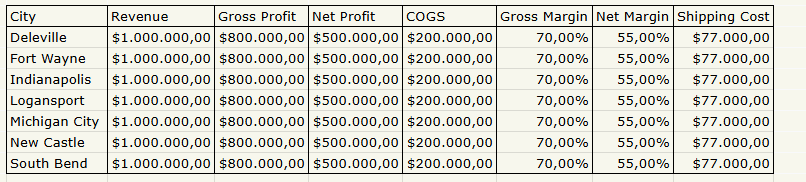 City Revenue Gross Profit Net Profit COGS Gross Margin Net Margin Shipping Cost
Deleville $1.000.000,00 $800.000,00 $500.000,00 $200.000,00 70,00% 55,00% $77.000,00
Fort Wayne $1.000.000,00 $800.000,00 $500.000,00 $200.000,00 70,00% 55,00% $77.000,00
Indianapolis $1.000.000,00 $800.000,00 $500.000,00 $200.000,00 70,00% 55,00% $77.000,00
Logansport $1.000.000,00 $800.000,00 $500.000,00 $200.000,00 70,00% 55,00% $77.000,00
Michigan City $1.000.000,00 $800.000,00 $500.000,00 $200.000,00 70,00% 55,00% $77.000,00
New Castle $1.000.000,00 $800.000,00 $500.000,00 $200.000,00 70,00% 55,00% $77.000,00
South Bend $1.000.000,00 $800.000,00 $500.000,00 $200.000,00 70,00% 55,00% $77.000,00